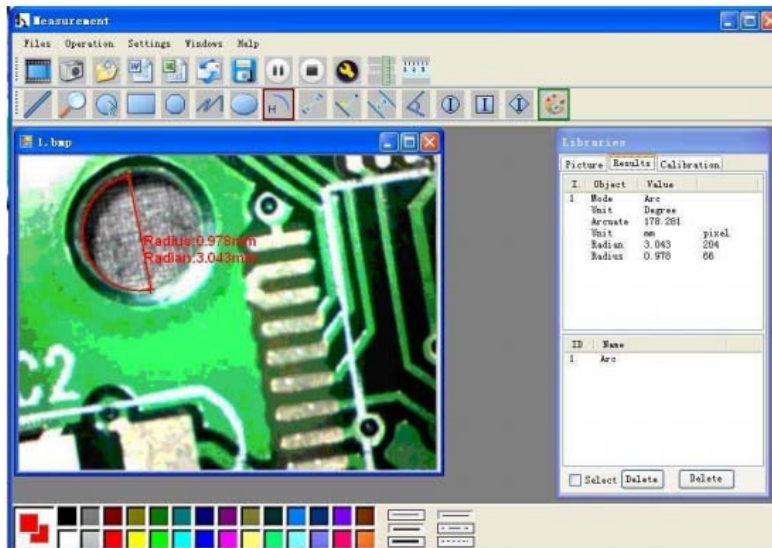 Measurement
Files Operation Settings Windows Help
H
1.bmp
Radius:0.978mm
Radian:3.043mm
C2
Libraries
Picture Results Calibration
I. Object Value
1 Mode Arc
Unit Degree
Arcuate 178.281
Unit mm pixel
Radian 3.043 204
Radius 0.978 66
ID Name
1 Arc
Select Delete Delete